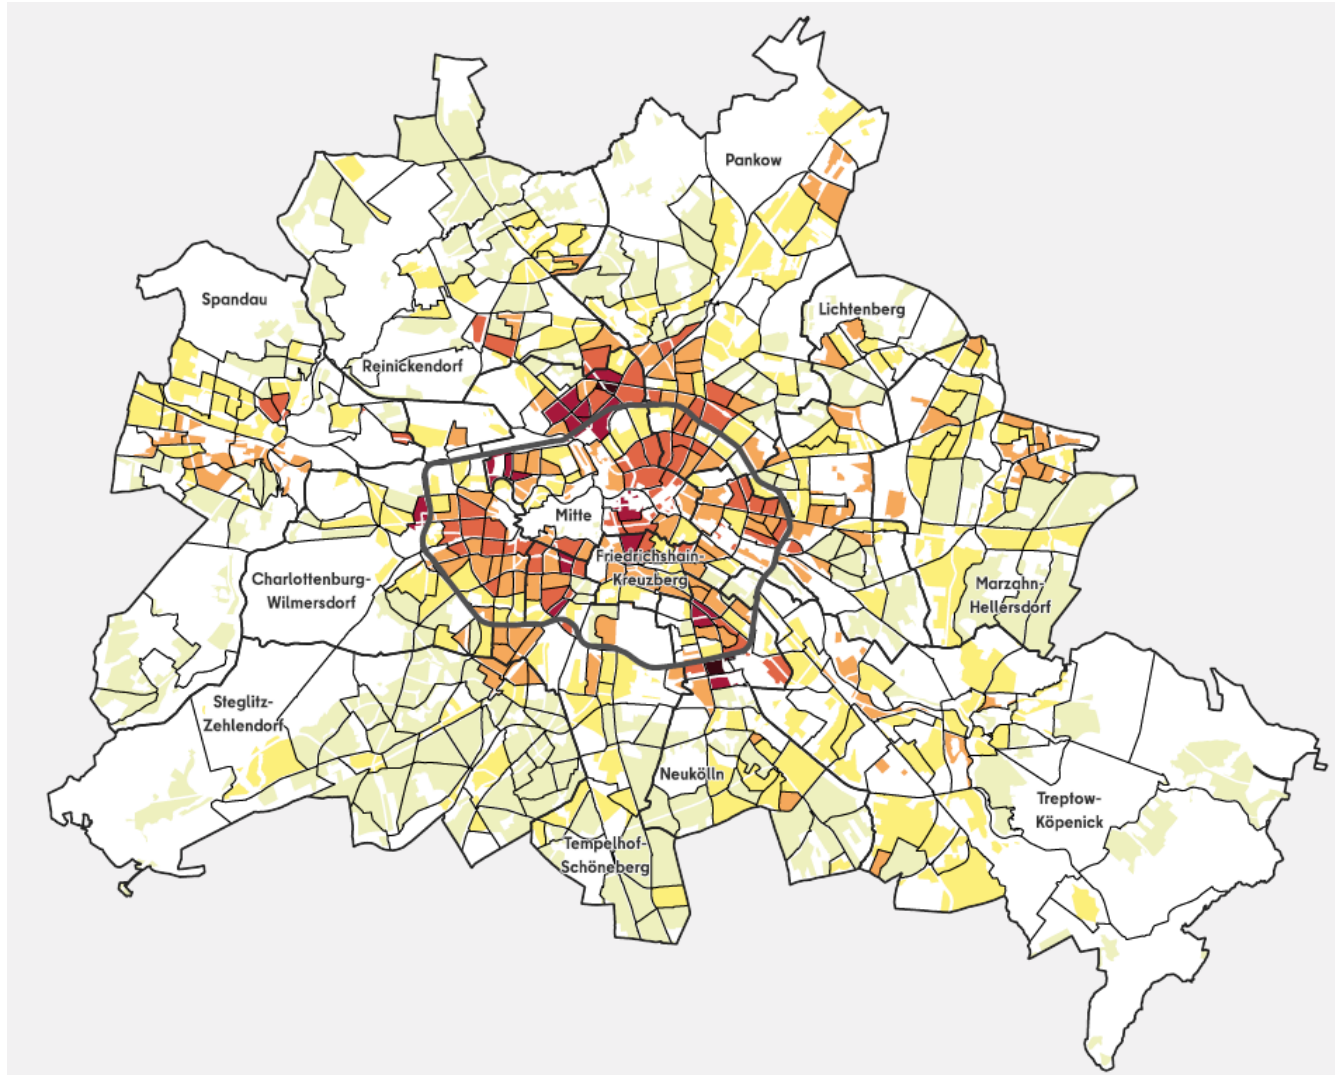 Pankow
Spandau
Lichtenberg
Reinickendorf
Mitte
Friedrichshain-
Kreuzberg
Charlottenburg-
Wilmersdorf
Marzahn-
Hellersdorf
Steglitz-
Zehlendorf
Neukölln
Treptow-
Köpenick
Tempelhof-
Schöneberg